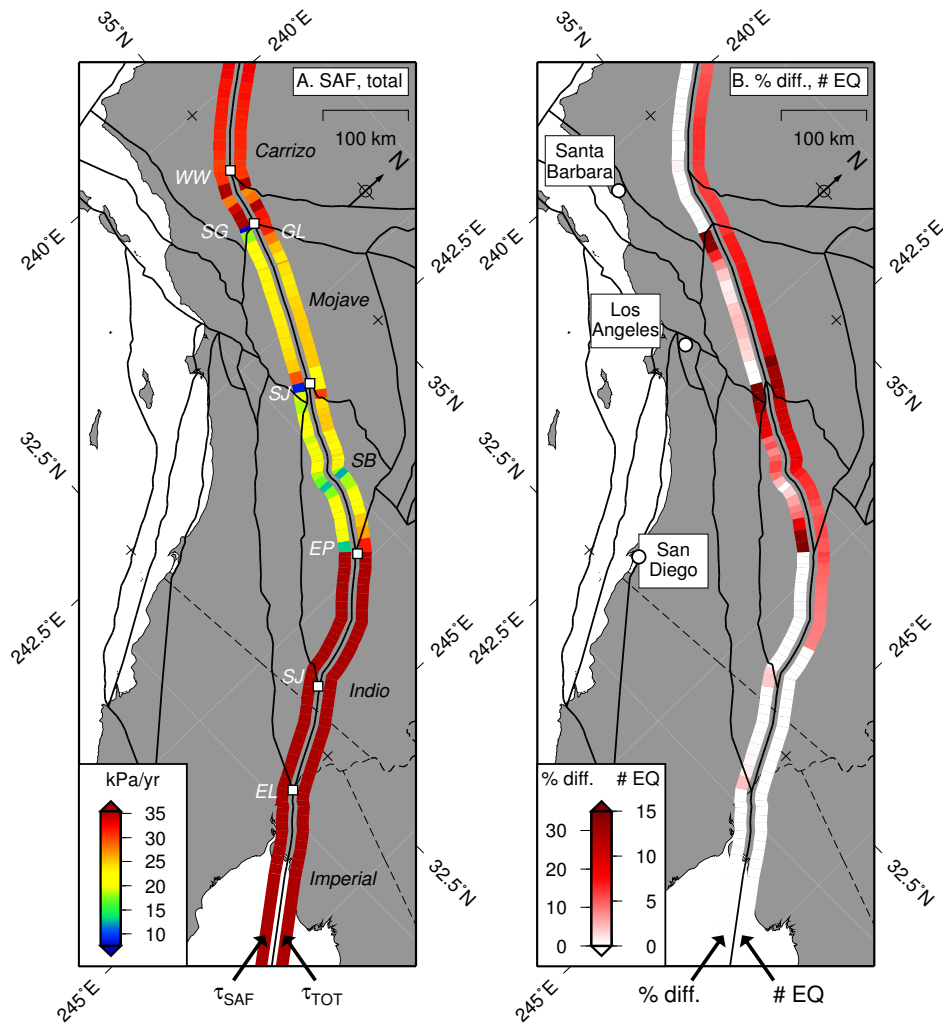 35˚N
240˚E
A. SAF, total
100 km
N
Carrizo
WW
SG
GL
240˚E
242.5˚E
Mojave
35˚N
SJ
SB
32.5˚N
EP
242.5˚E
245˚E
SJ
Indio
kPa/yr
35
30
25
20
15
10
EL
Imperial
32.5˚N
245˚E
τSAF
τTOT
35˚N
240˚E
B. % diff., # EQ
100 km
N
Santa
Barbara
240˚E
242.5˚E
Los
Angeles
35˚N
32.5˚N
San
Diego
242.5˚E
245˚E
% diff. # EQ
30
20
10
0
15
10
5
0
32.5˚N
245˚E
% diff.
# EQ